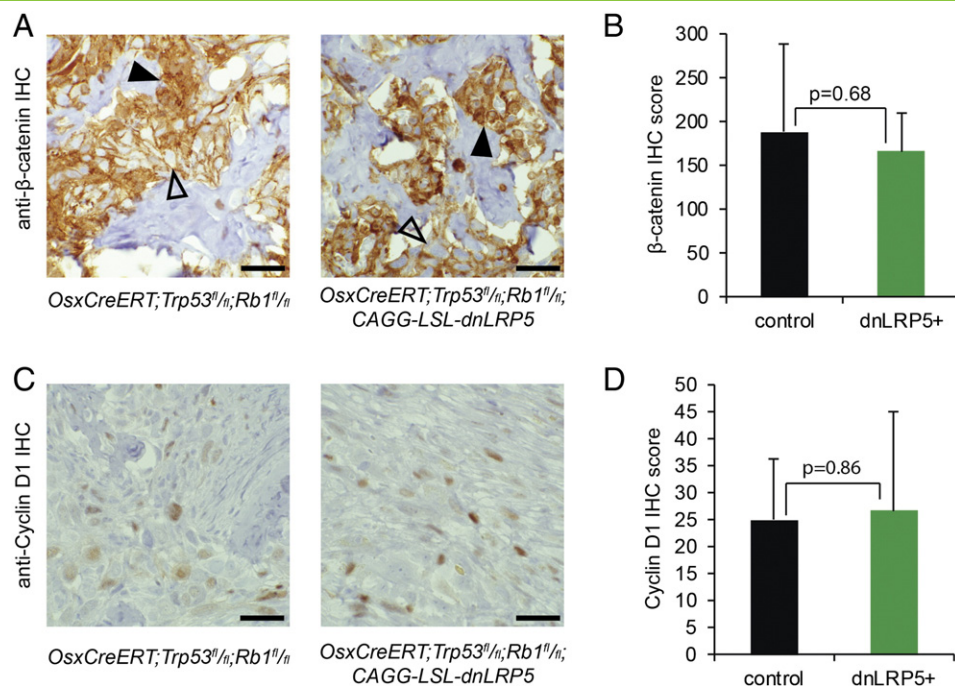 A
anti-β-catenin IHC
OsxCreERT;Trp53fl/fl;Rb1fl/fl
OsxCreERT;Trp53fl/fl;Rb1fl/fl;
CAGG-LSL-dnLRP5
B
β-catenin IHC score
300
250
200
150
100
50
0
p=0.68
control
dnLRP5+
C
anti-Cyclin D1 IHC
OsxCreERT;Trp53fl/fl;Rb1fl/fl
OsxCreERT;Trp53fl/fl;Rb1fl/fl;
CAGG-LSL-dnLRP5
D
Cyclin D1 IHC score
50
45
40
35
30
25
20
15
10
5
0
p=0.86
control
dnLRP5+